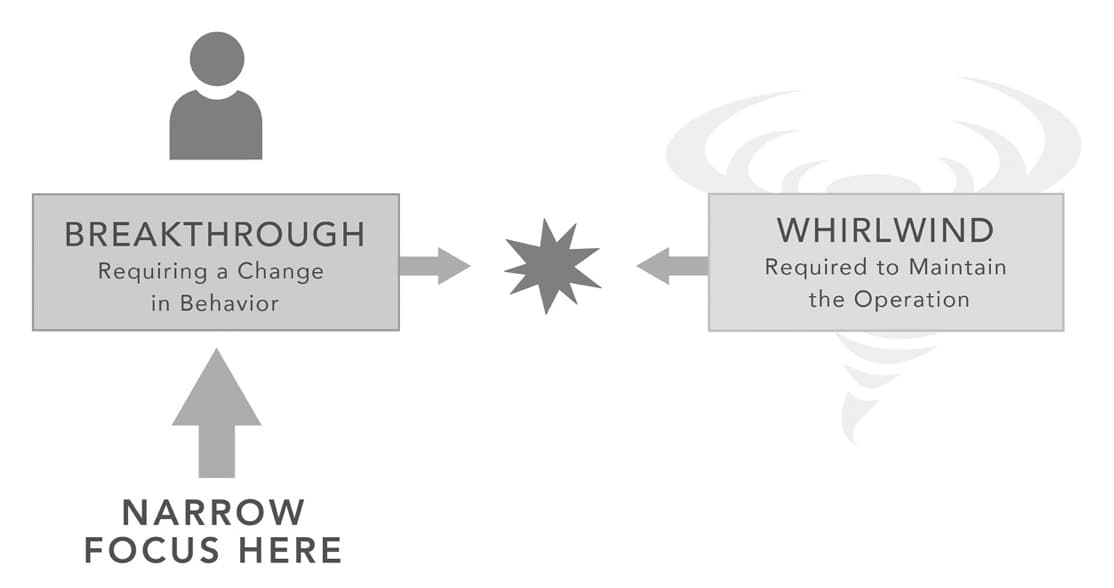 BREAKTHROUGH
Requiring a Change
in Behavior
WHIRLWIND
Required to Maintain
the Operation
NARROW
FOCUS HERE